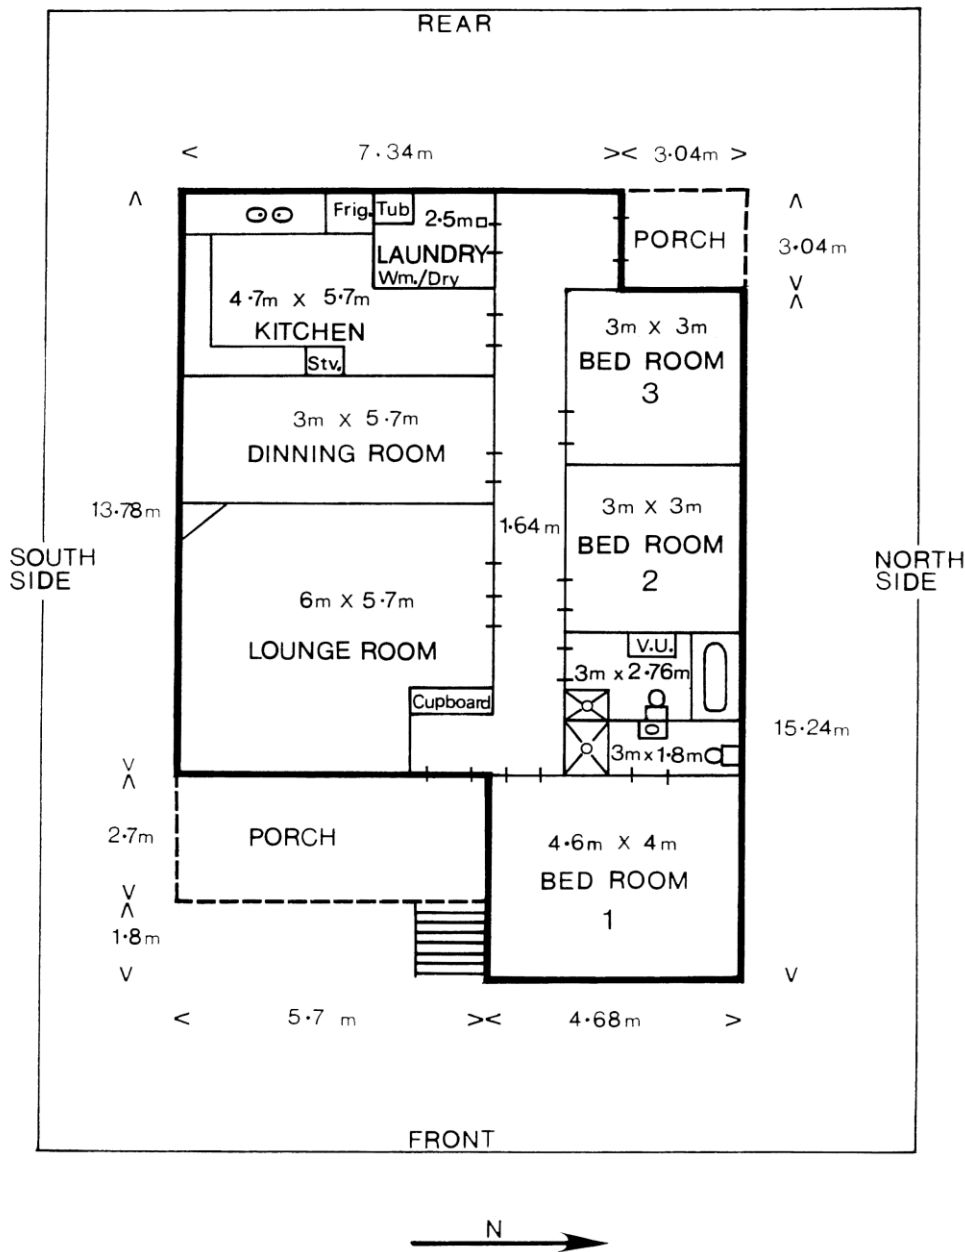 REAR
7.34m
3.04m
Frig.
Tub
2.5m
LAUNDRY
Wm./Dry
PORCH
3.04m
4.7m x 5.7m
KITCHEN
Stv.
3m x 3m
BED ROOM
3
3m x 5.7m
DINNING ROOM
13.78m
1.64m
3m x 3m
BED ROOM
2
SOUTH
SIDE
NORTH
SIDE
6m x 5.7m
LOUNGE ROOM
V.U.
3m x 2.76m
Cupboard
3m x 1.8m
15.24m
2.7m
PORCH
4.6m x 4m
BED ROOM
1
1.8m
5.7 m
4.68m
FRONT
N